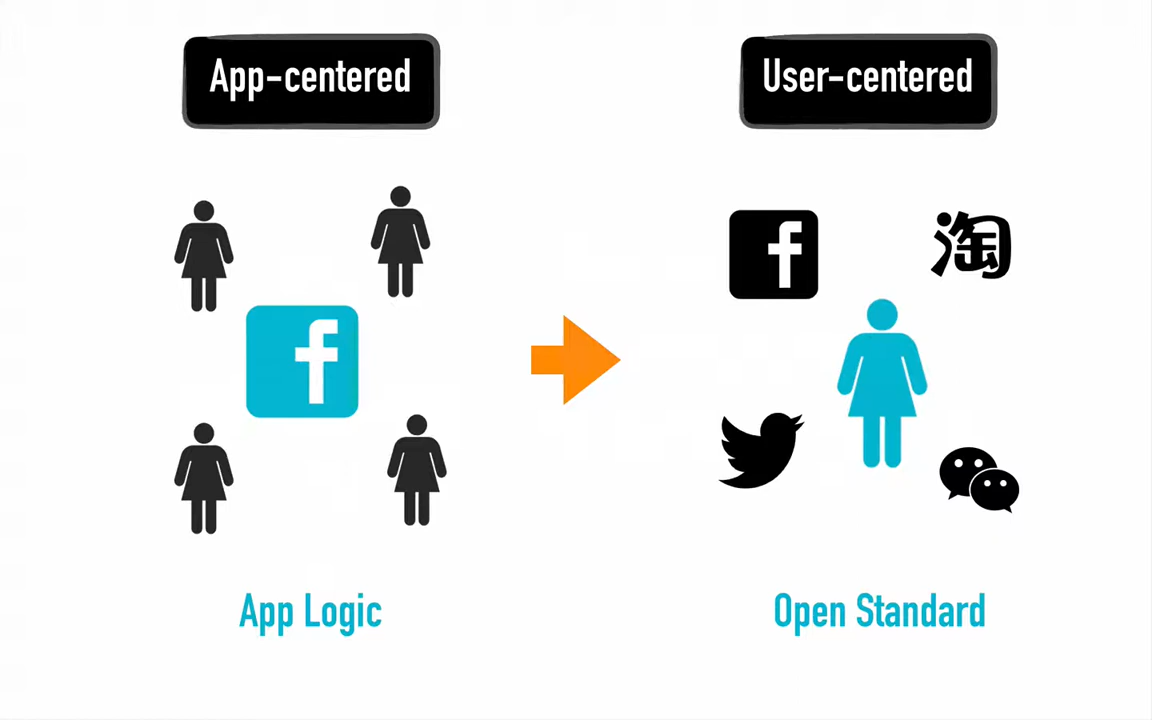 App-centered
User-centered
f
f
淘
App Logic
Open Standard